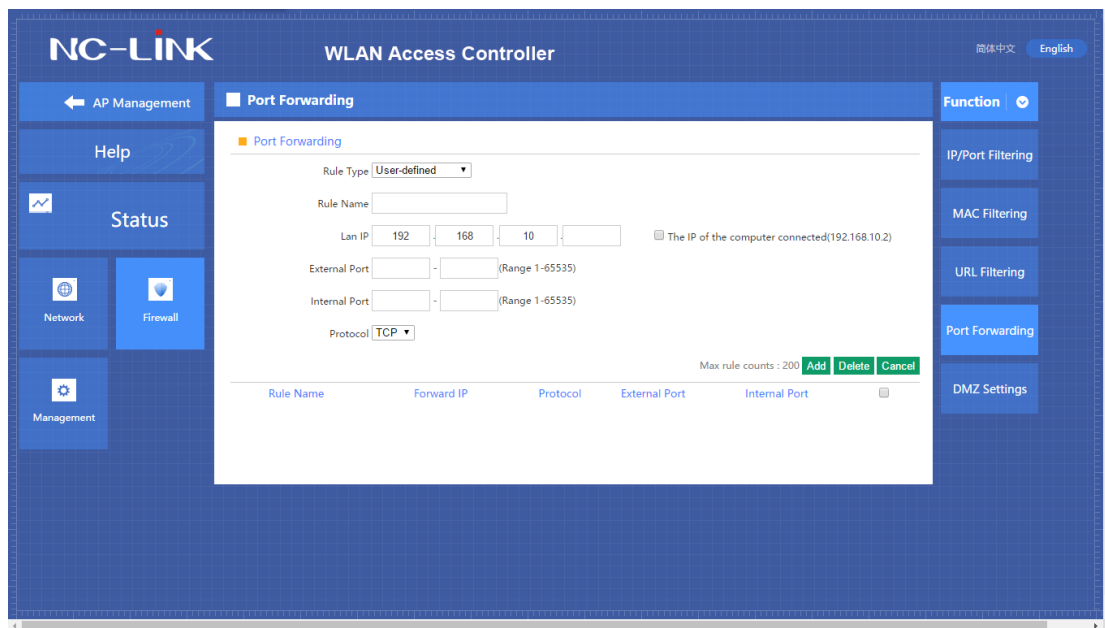 NC-LINK
WLAN Access Controller
简体中文 English
AP Management
Port Forwarding
Function
Help
Status
Network
Firewall
Management
Port Forwarding
Rule Type User-defined
Rule Name
Lan IP 192 . 168 . 10 . The IP of the computer connected(192.168.10.2)
External Port - (Range 1-65535)
Internal Port - (Range 1-65535)
Protocol TCP
Max rule counts : 200 Add Delete Cancel
Rule Name Forward IP Protocol External Port Internal Port
IP/Port Filtering
MAC Filtering
URL Filtering
Port Forwarding
DMZ Settings